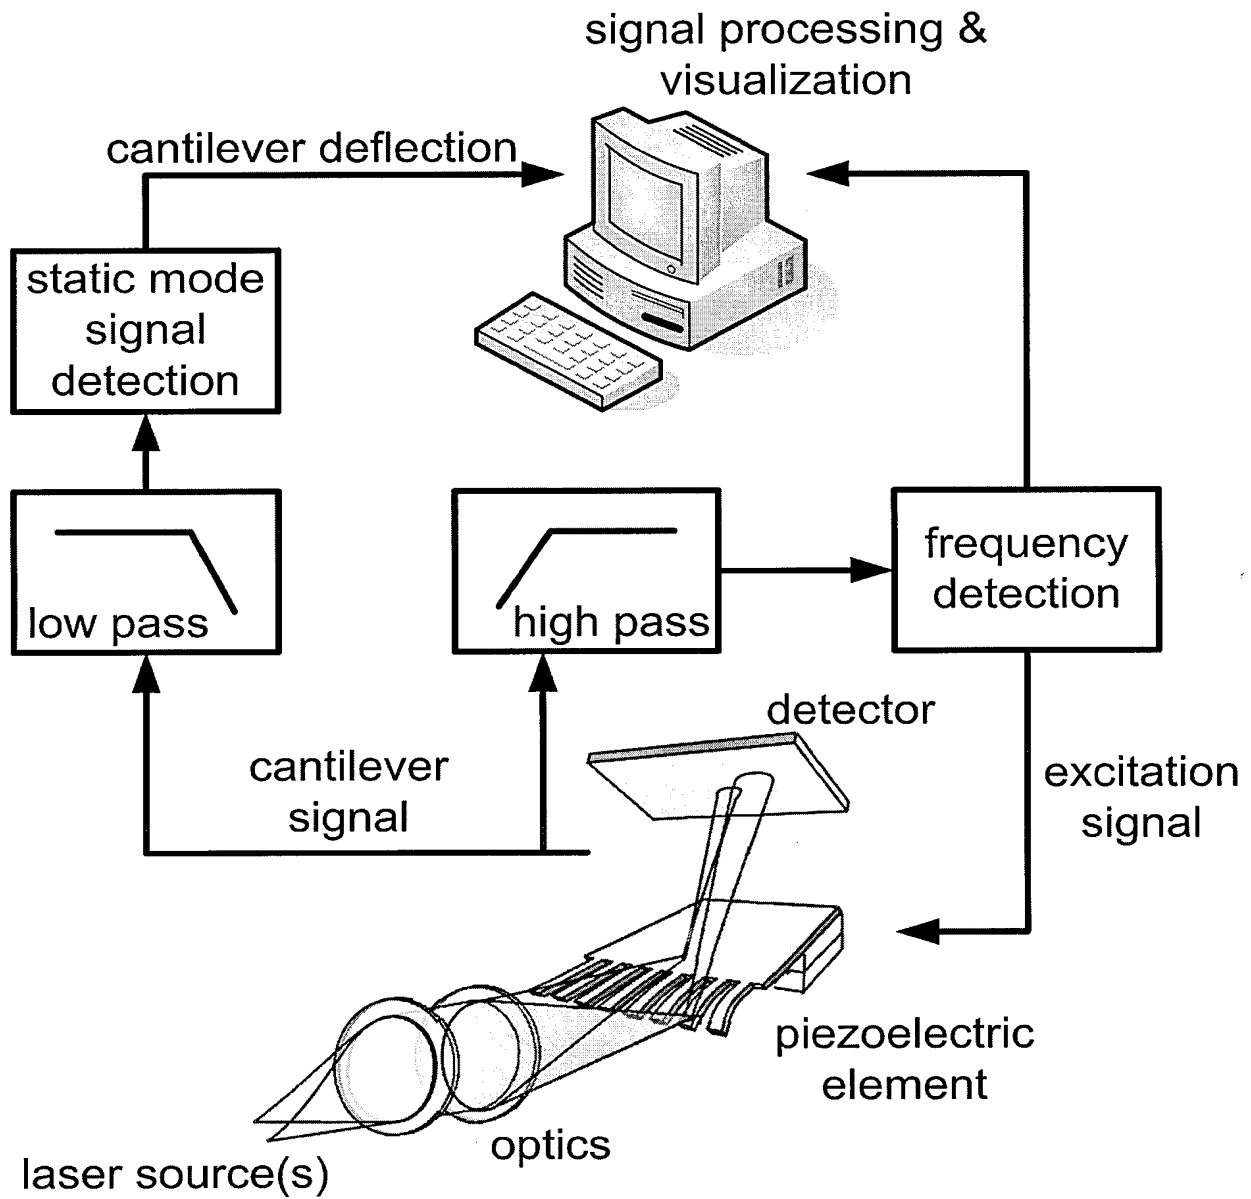 signal processing &
visualization
cantilever deflection
static mode
signal
detection
low pass
high pass
frequency
detection
detector
cantilever
signal
excitation
signal
piezoelectric
element
optics
laser source(s)